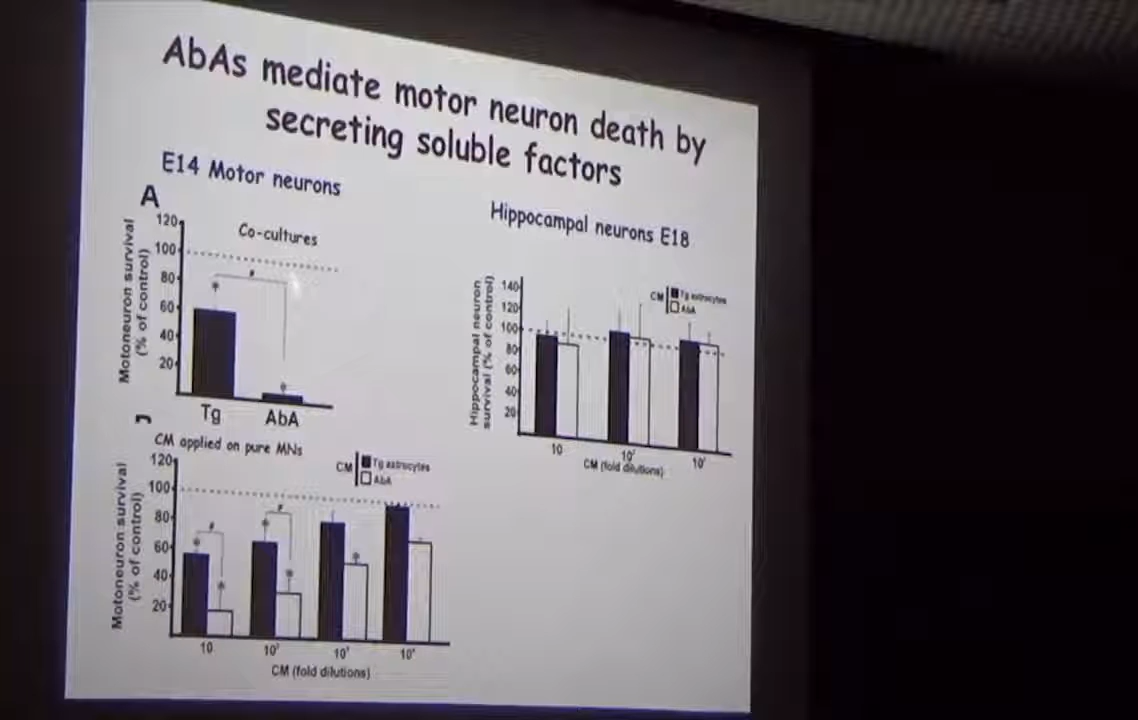 AbAs mediate motor neuron death by
secreting soluble factors
E14 Motor neurons
A
Co-cultures
Motoneuron survival
(% of control)
120
100
80
60
40
20
*
#
*
Tg
AbA
CM applied on pure MNs
CM
Tg astrocytes
AbA
Motoneuron survival
(% of control)
120
100
80
60
40
20
*
#
*
*
#
*
*
10
10²
10³
10⁴
CM (fold dilutions)
Hippocampal neurons E18
CM
Tg astrocytes
AbA
Hippocampal neuron
survival (% of control)
140
120
100
80
60
40
20
10
CM (fold dilutions)